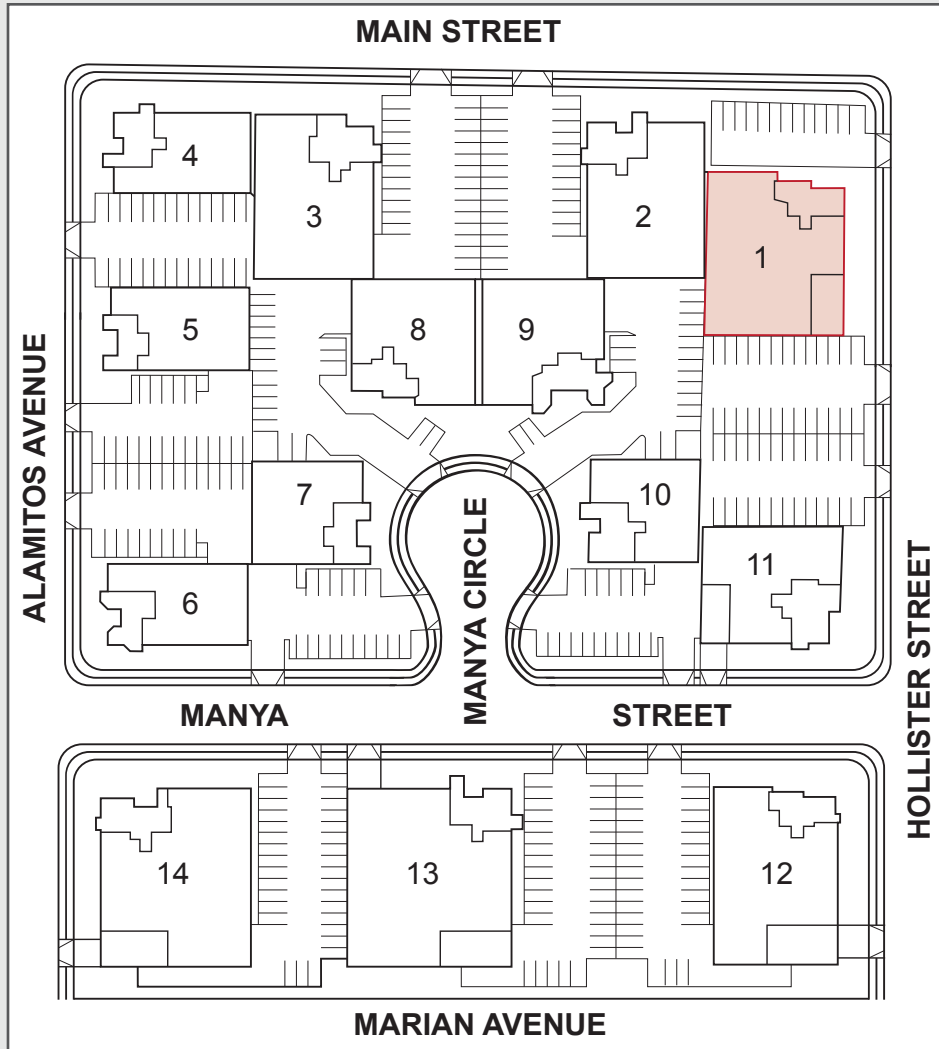 MAIN STREET
4
3
2
1
5
8
9
ALAMITOS AVENUE
7
10
6
11
MANYA CIRCLE
HOLLISTER STREET
MANYA STREET
14
13
12
MARIAN AVENUE